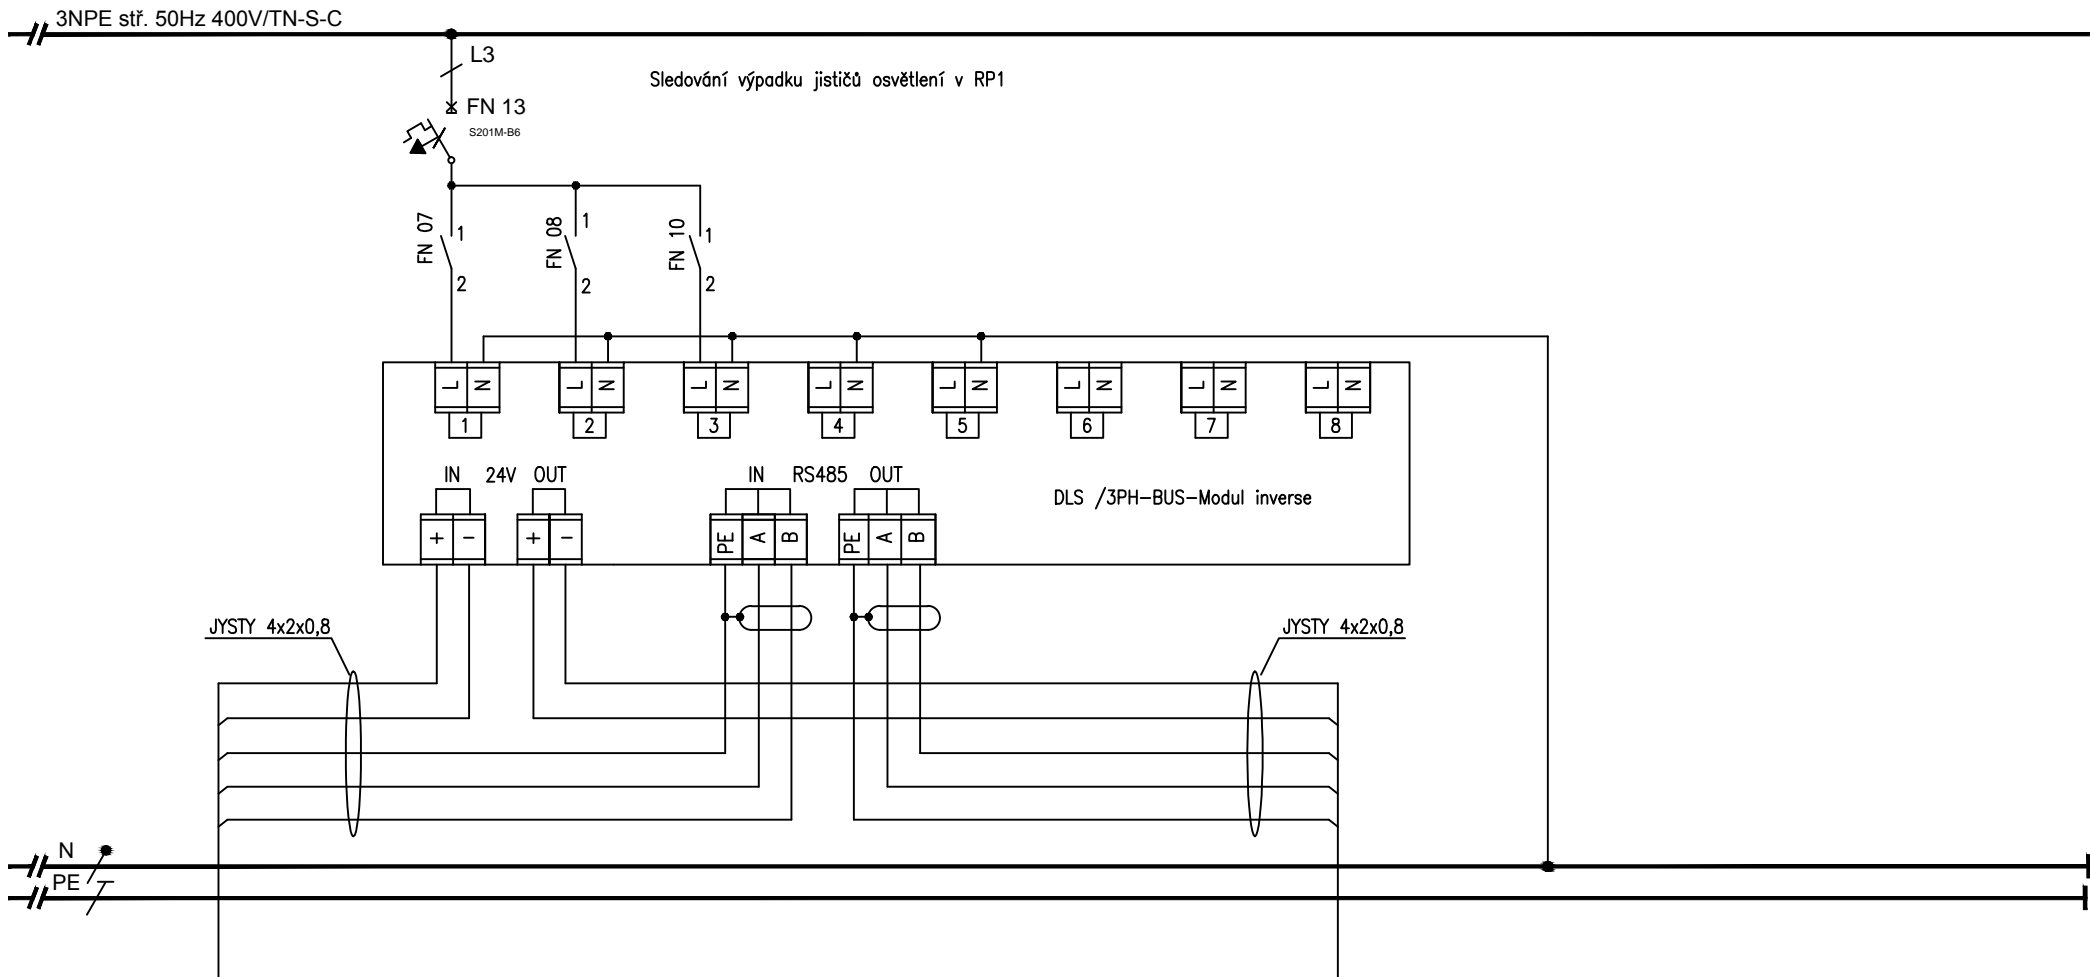 3NPE stř. 50Hz 400V/TN-S-C
L3
Sledování výpadku jističů osvětlení v RP1
FN 13
S201M-B6
FN 07 1 2
FN 08 1 2
FN 10 1 2
L N L N L N L N L N L N L N L N
1 2 3 4 5 6 7 8
IN 24V OUT IN RS485 OUT
DLS /3PH-BUS-Modul inverse
+ - + - PE A B PE A B
JYSTY 4x2x0,8
JYSTY 4x2x0,8
N
PE